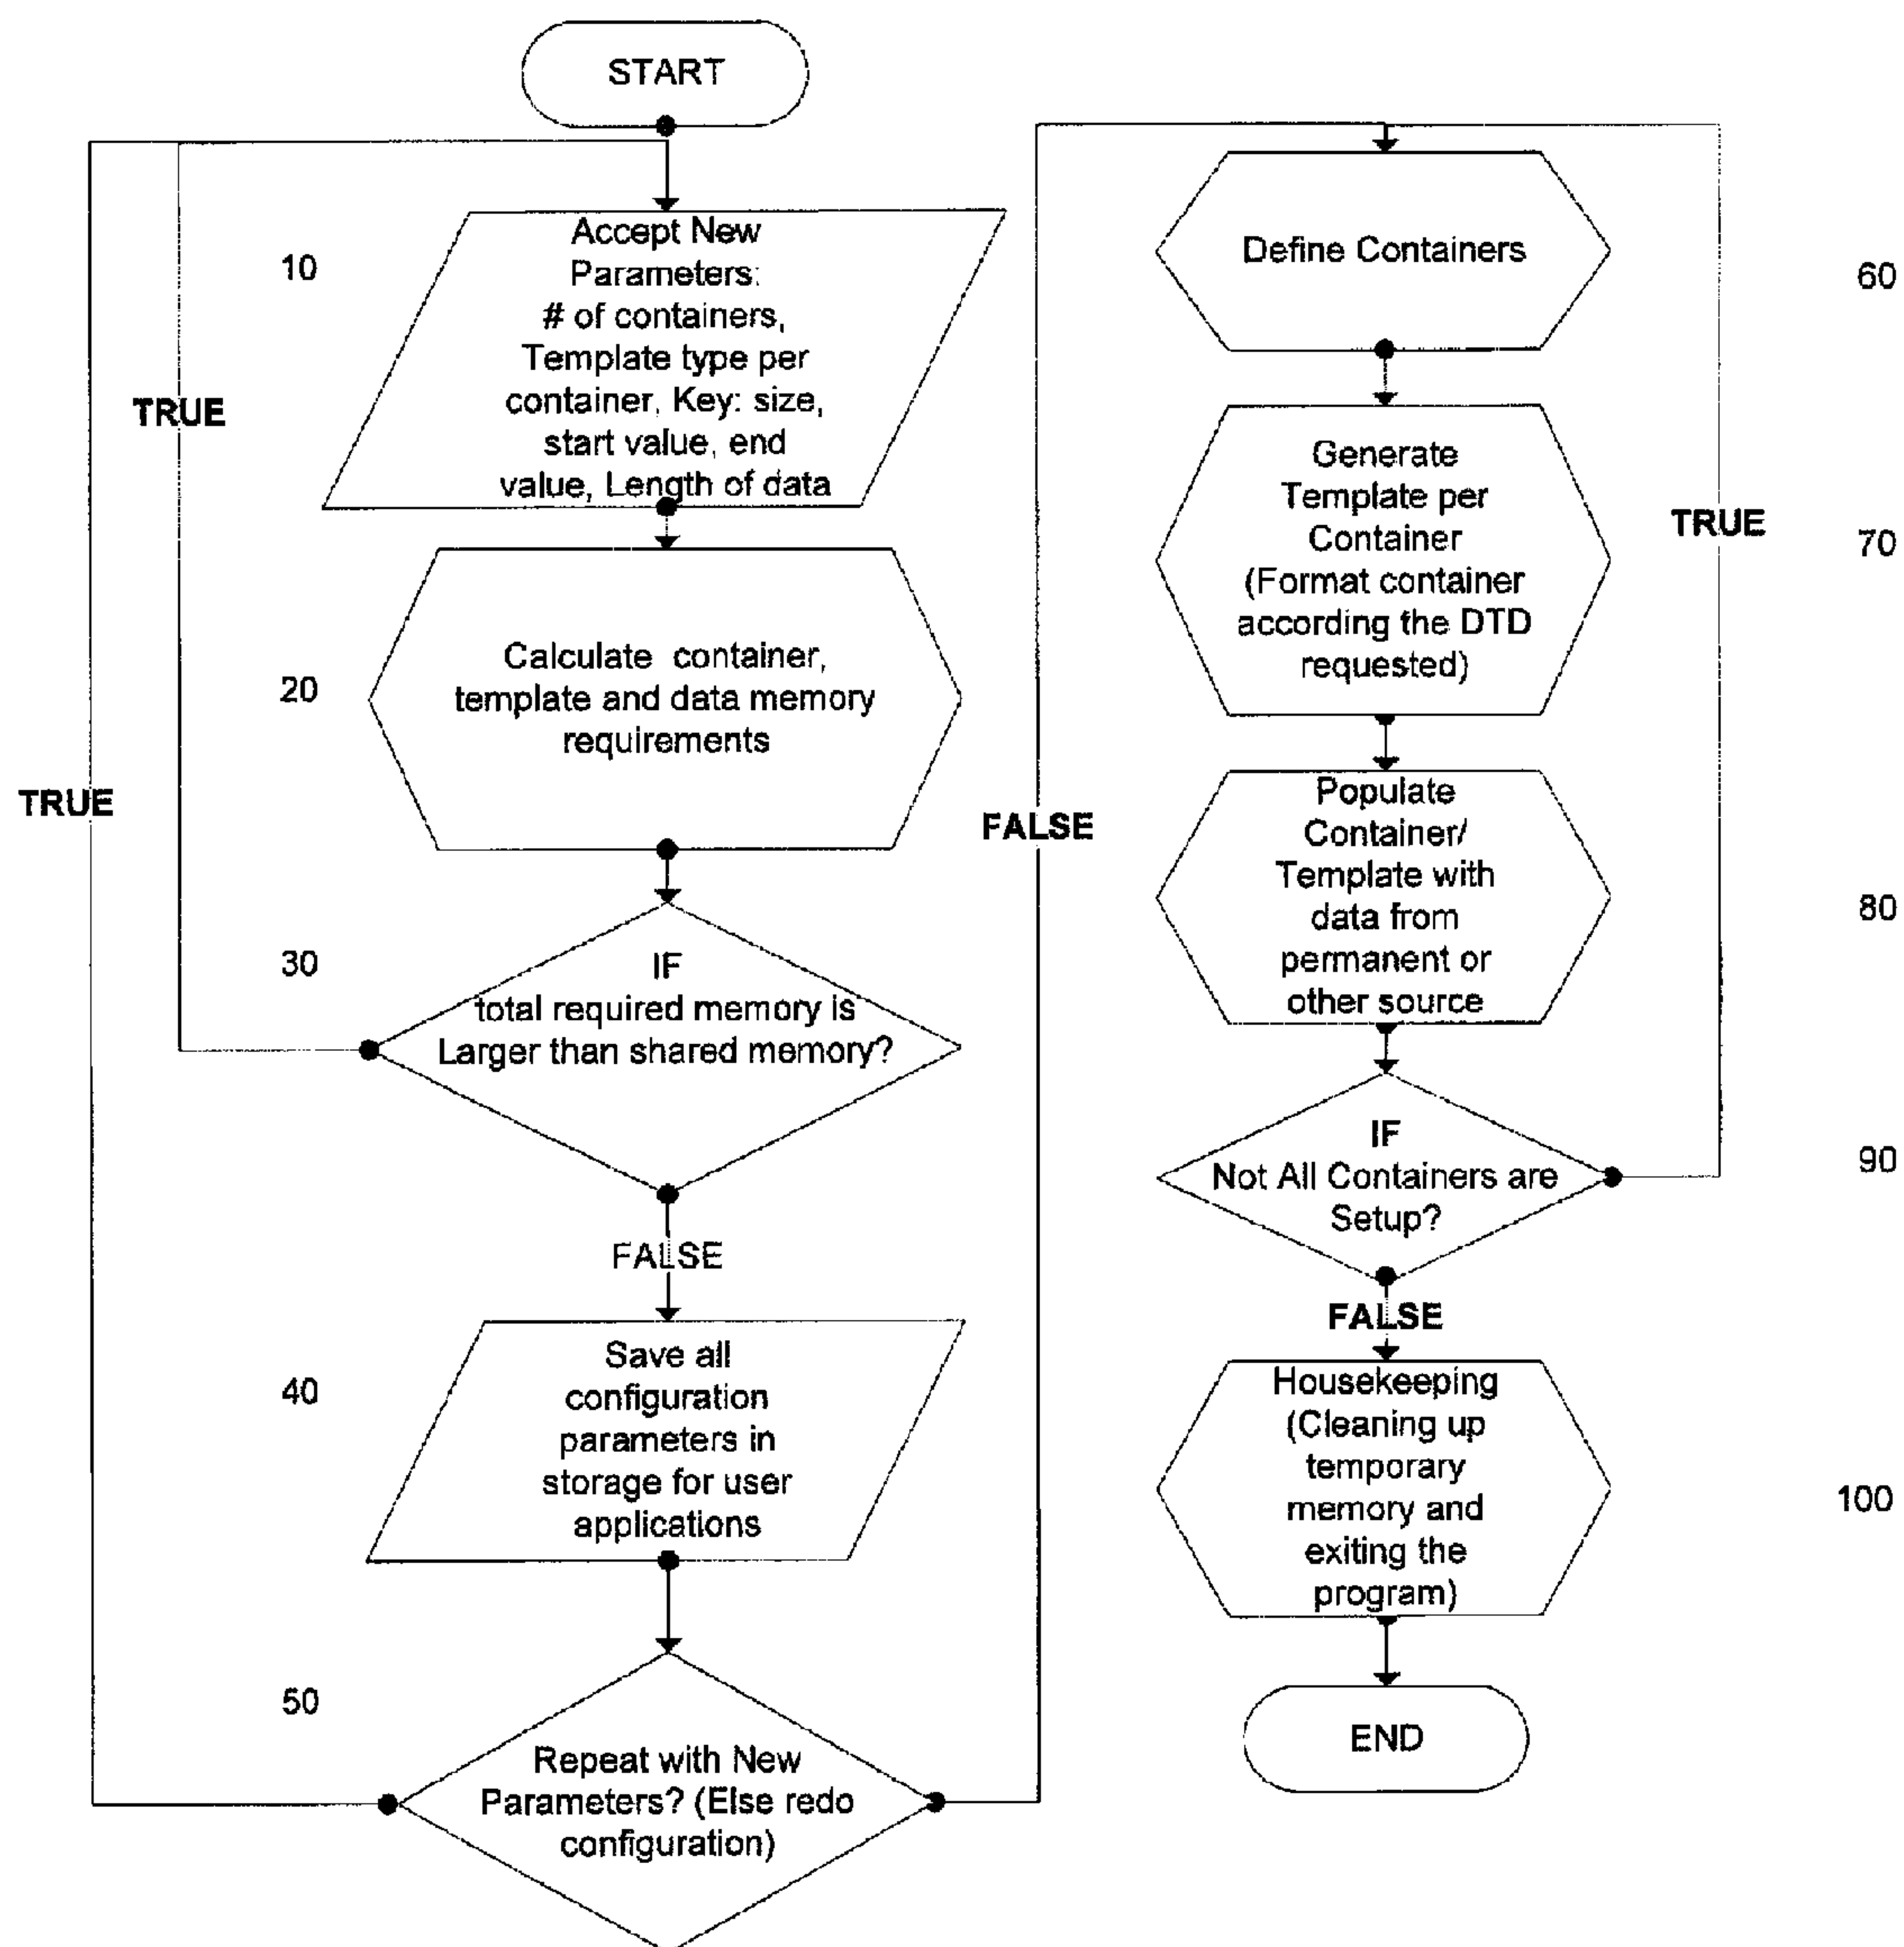 START
10
Accept New
Parameters:
# of containers,
Template type per
container, Key: size,
start value, end
value, Length of data
TRUE
20
Calculate container,
template and data memory
requirements
TRUE
30
IF
total required memory is
Larger than shared memory?
FALSE
40
Save all
configuration
parameters in
storage for user
applications
50
Repeat with New
Parameters? (Else redo
configuration)
FALSE
Define Containers
60
Generate
Template per
Container
(Format container
according the DTD
requested)
TRUE
70
Populate
Container/
Template with
data from
permanent or
other source
80
IF
Not All Containers are
Setup?
90
FALSE
Housekeeping
(Cleaning up
temporary
memory and
exiting the
program)
100
END